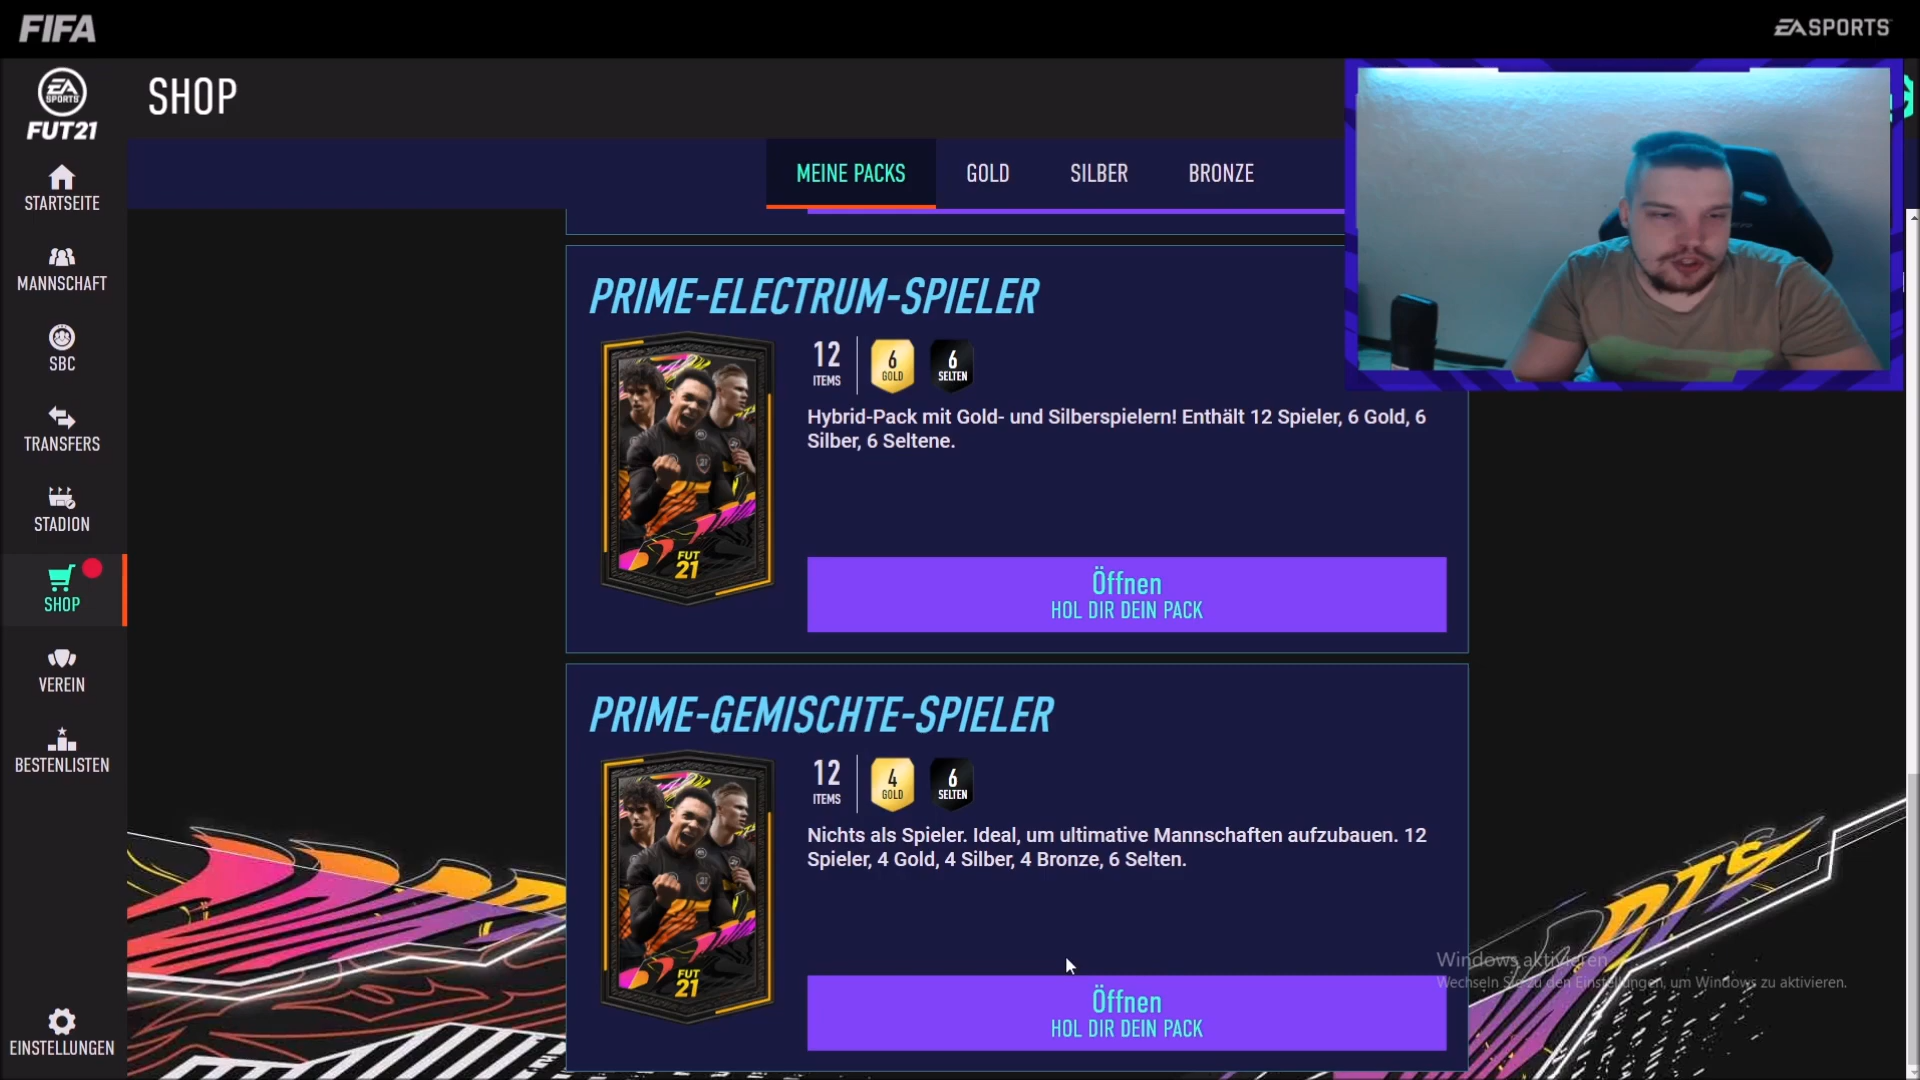 FIFA
EA SPORTS
EA SPORTS
FUT21
SHOP
STARTSEITE
MANNSCHAFT
SBC
TRANSFERS
STADION
SHOP
VEREIN
BESTENLISTEN
EINSTELLUNGEN
MEINE PACKS
GOLD
SILBER
BRONZE
PRIME-ELECTRUM-SPIELER
12
ITEMS
6
GOLD
6
SELTEN
Hybrid-Pack mit Gold- und Silberspielern! Enthält 12 Spieler, 6 Gold, 6
Silber, 6 Seltene.
FUT
21
Öffnen
HOL DIR DEIN PACK
PRIME-GEMISCHTE-SPIELER
12
ITEMS
4
GOLD
6
SELTEN
Nichts als Spieler. Ideal, um ultimative Mannschaften aufzubauen. 12
Spieler, 4 Gold, 4 Silber, 4 Bronze, 6 Selten.
FUT
21
Öffnen
HOL DIR DEIN PACK
Windows aktivieren
Wechseln Sie zu den Einstellungen, um Windows zu aktivieren.